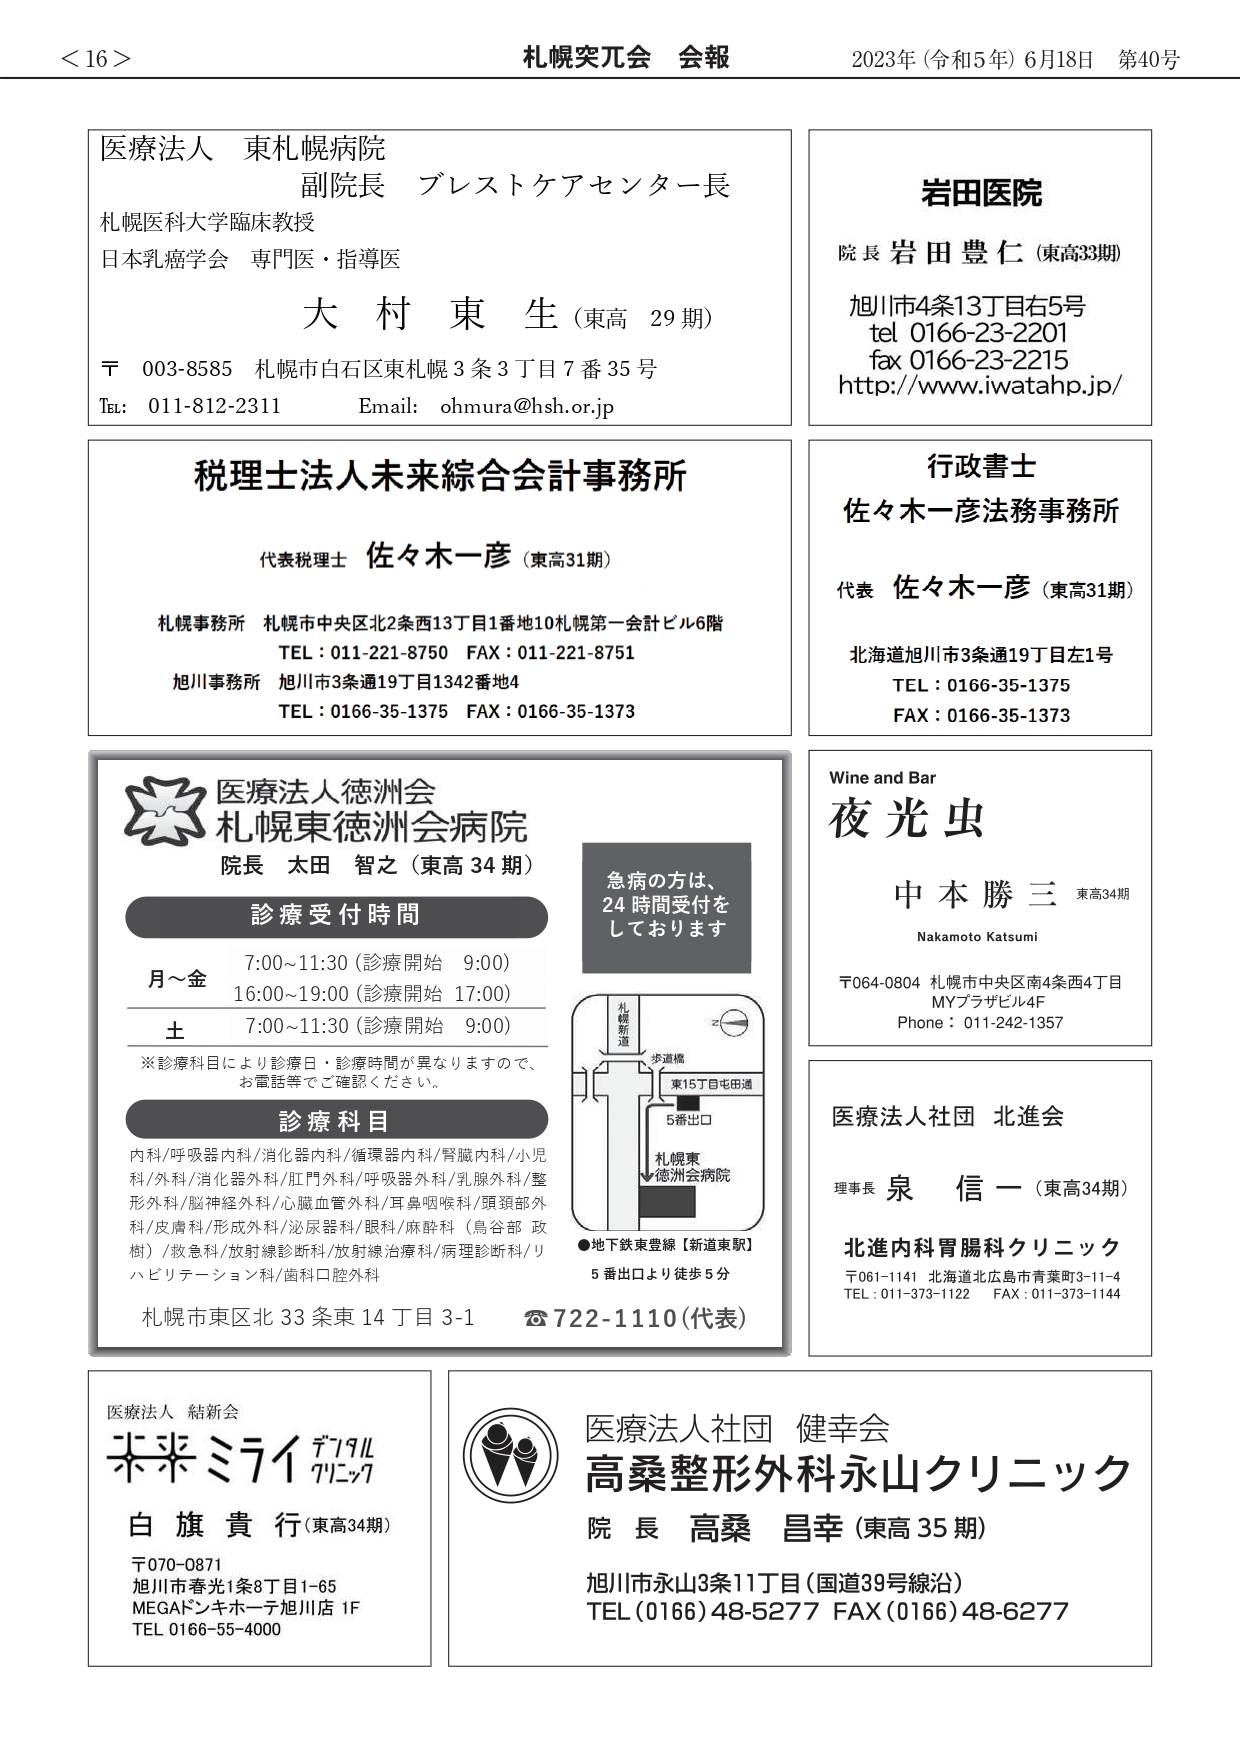 ＜16＞
札幌突兀会　会報
2023年（令和5年）6月18日　第40号
医療法人　東札幌病院
副院長　ブレストケアセンター長
札幌医科大学臨床教授
日本乳癌学会　専門医・指導医
大　村　東　生（東高　29期）
〒　003-8585　札幌市白石区東札幌3条3丁目7番35号
℡:　011-812-2311　Email:　ohmura@hsh.or.jp
岩田医院
院長 岩田豊仁（東高33期）
旭川市4条13丁目右5号
tel 0166-23-2201
fax 0166-23-2215
http://www.iwatahp.jp/
税理士法人未来綜合会計事務所
代表税理士　佐々木一彦（東高31期）
札幌事務所　札幌市中央区北2条西13丁目1番地10札幌第一会計ビル6階
TEL：011-221-8750　FAX：011-221-8751
旭川事務所　旭川市3条通19丁目1342番地4
TEL：0166-35-1375　FAX：0166-35-1373
行政書士
佐々木一彦法務事務所
代表　佐々木一彦（東高31期）
北海道旭川市3条通19丁目左1号
TEL：0166-35-1375
FAX：0166-35-1373
医療法人徳洲会
札幌東徳洲会病院
院長　太田　智之（東高 34 期）
診療受付時間
月～金
7:00~11:30（診療開始　9:00）
16:00~19:00（診療開始 17:00）
土　7:00~11:30（診療開始　9:00）
※診療科目により診療日・診療時間が異なりますので、
お電話等でご確認ください。
診療科目
内科/呼吸器内科/消化器内科/循環器内科/腎臓内科/小児
科/外科/消化器外科/肛門外科/呼吸器外科/乳腺外科/整
形外科/脳神経外科/心臓血管外科/耳鼻咽喉科/頭頚部外
科/皮膚科/形成外科/泌尿器科/眼科/麻酔科（鳥谷部 政
樹）/救急科/放射線診断科/放射線治療科/病理診断科/リ
ハビリテーション科/歯科口腔外科
急病の方は、
24 時間受付を
しております
札幌新道
N
歩道橋
東15丁目屯田通
5番出口
札幌東
徳洲会病院
●地下鉄東豊線【新道東駅】
5 番出口より徒歩 5 分
札幌市東区北 33 条東 14 丁目 3-1　☎722-1110(代表)
Wine and Bar
夜光虫
中本勝三 東高34期
Nakamoto Katsumi
〒064-0804 札幌市中央区南4条西4丁目
MYプラザビル4F
Phone： 011-242-1357
医療法人社団　北進会
理事長 泉　信一（東高34期）
北進内科胃腸科クリニック
〒061-1141 北海道北広島市青葉町3-11-4
TEL：011-373-1122　FAX：011-373-1144
医療法人　結新会
未来ミライ デンタル
クリニック
白旗貴行(東高34期)
〒070-0871
旭川市春光1条8丁目1-65
MEGAドンキホーテ旭川店 1F
TEL 0166-55-4000
医療法人社団　健幸会
高桑整形外科永山クリニック
院 長　高桑　昌幸（東高 35 期）
旭川市永山3条11丁目（国道39号線沿）
TEL（0166）48-5277 FAX（0166）48-6277